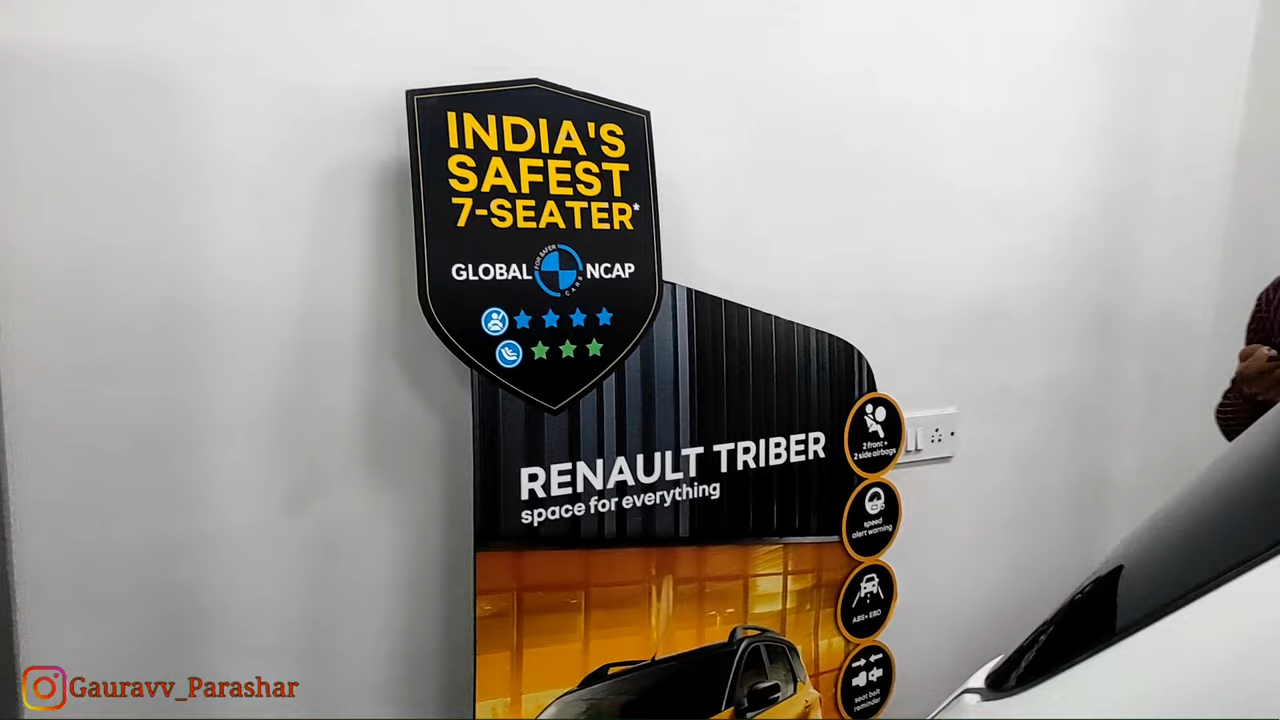 INDIA'S
SAFEST
7-SEATER*
GLOBAL NCAP
FOR SAFER
CARS
RENAULT TRIBER
space for everything
2 front +
2 side airbags
speed
alert warning
ABS+ EBD
seat belt
reminder
Gauravv_Parashar